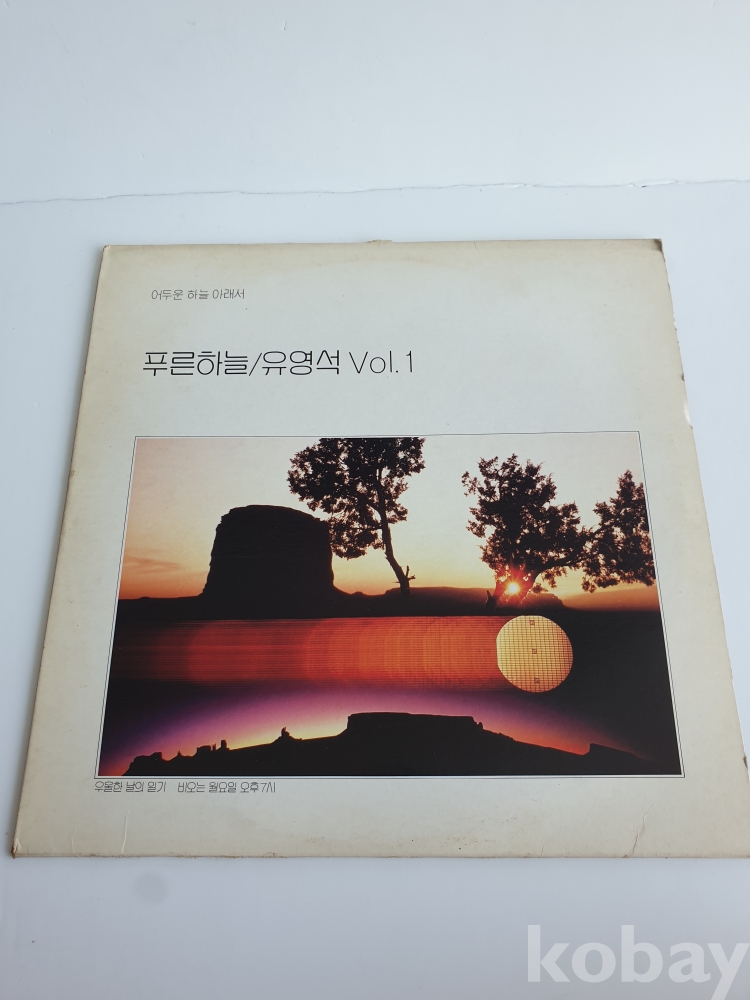 어두운 하늘 아래서
푸른하늘/유영석 Vol.1
우울한 날의 일기 비오는 월요일 오후7시
kobay